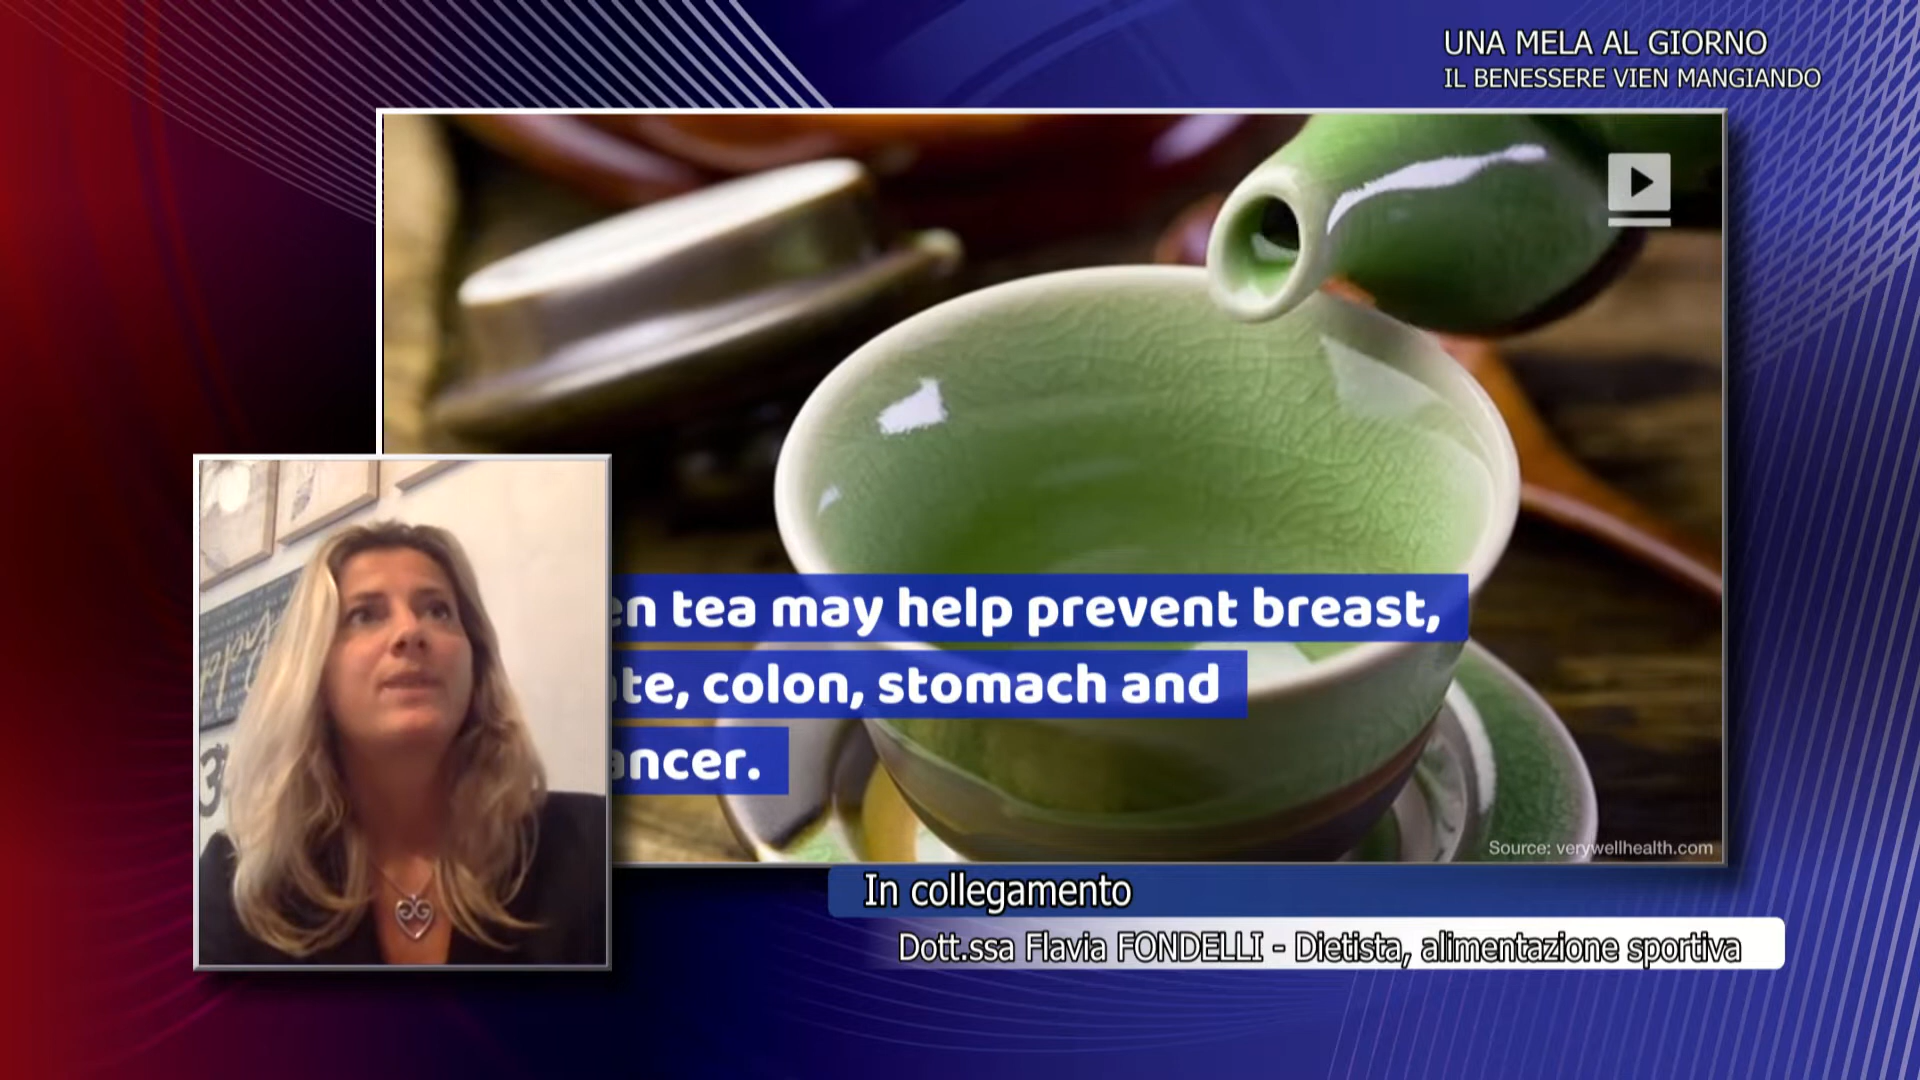 UNA MELA AL GIORNO
IL BENESSERE VIEN MANGIANDO
en tea may help prevent breast,
te, colon, stomach and
ancer.
Source: verywellhealth.com
In collegamento
Dott.ssa Flavia FONDELLI - Dietista, alimentazione sportiva